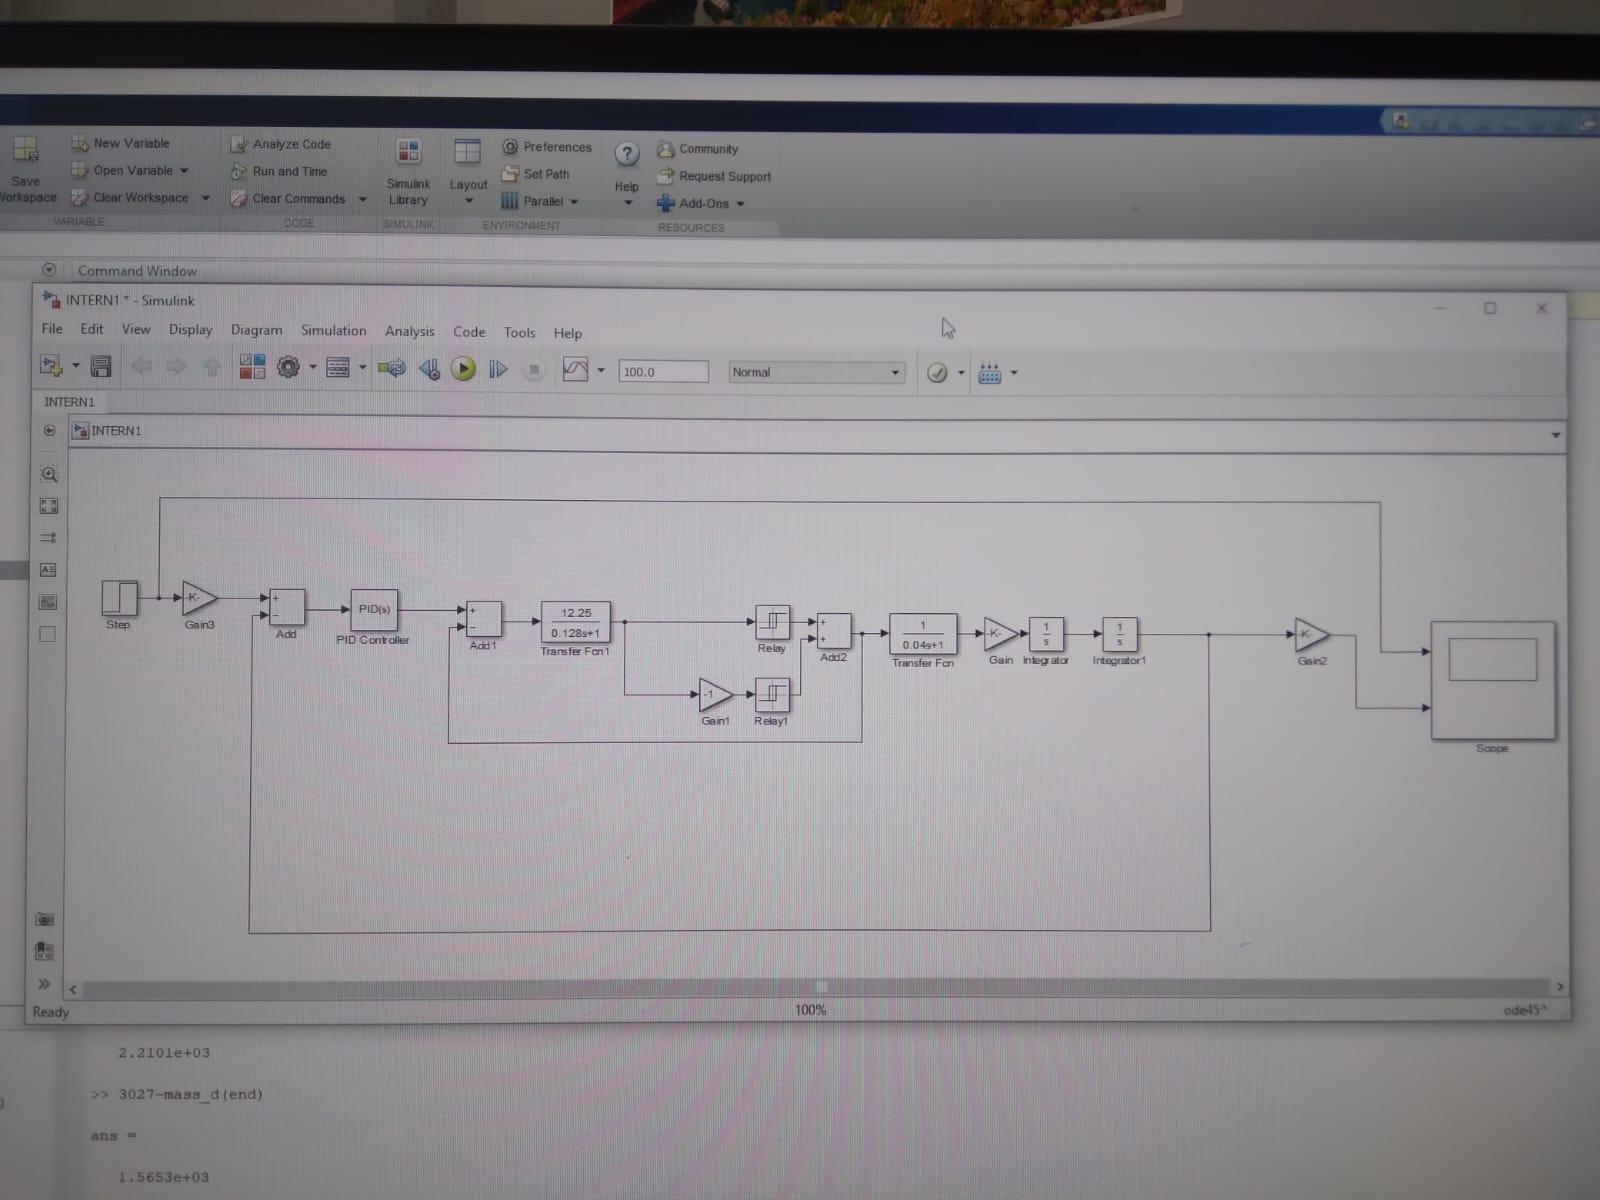 New Variable
Open Variable
Clear Workspace
Save
Workspace
VARIABLE
Analyze Code
Run and Time
Clear Commands
CODE
Simulink
Library
SIMULINK
Layout
Preferences
Set Path
Parallel
ENVIRONMENT
?
Help
Community
Request Support
Add-Ons
RESOURCES
Command Window
INTERN1 * - Simulink
File Edit View Display Diagram Simulation Analysis Code Tools Help
100.0
Normal
INTERN1
INTERN1
Step
-K-
Gain3
+
−
Add
PID(s)
PID Controller
+
−
Add1
12.25
0.128s+1
Transfer Fcn1
Relay
-1
Gain1
Relay1
+
+
Add2
1
0.04s+1
Transfer Fcn
-K-
Gain
1
s
Integrator
1
s
Integrator1
-K-
Gain2
Scope
Ready
100%
ode45^
2.2101e+03
>> 3027-mass_d(end)
ans =
1.5653e+03